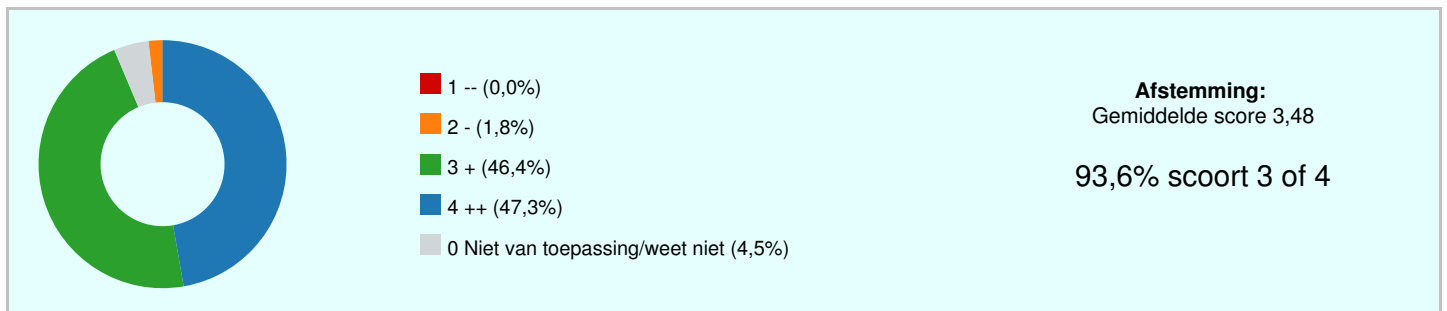 1 -- (0,0%)
2 - (1,8%)
3 + (46,4%)
4 ++ (47,3%)
0 Niet van toepassing/weet niet (4,5%)
Afstemming:
Gemiddelde score 3,48
93,6% scoort 3 of 4